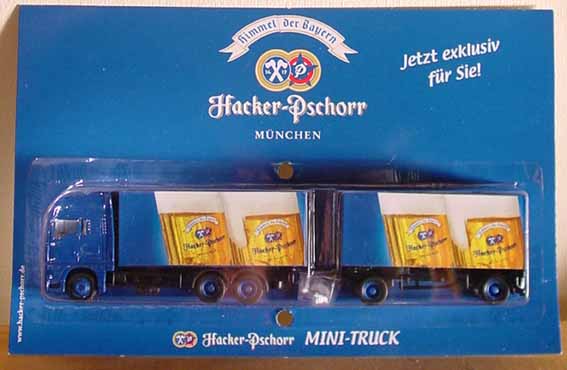 Himmel der Bayern
Jetzt exklusiv
für Sie!
Hacker-Pschorr
MÜNCHEN
Hacker-Pschorr
Hacker-Pschorr
Hacker-Pschorr
Hacker-Pschorr
www.hacker-pschorr.de
Hacker-Pschorr MINI-TRUCK